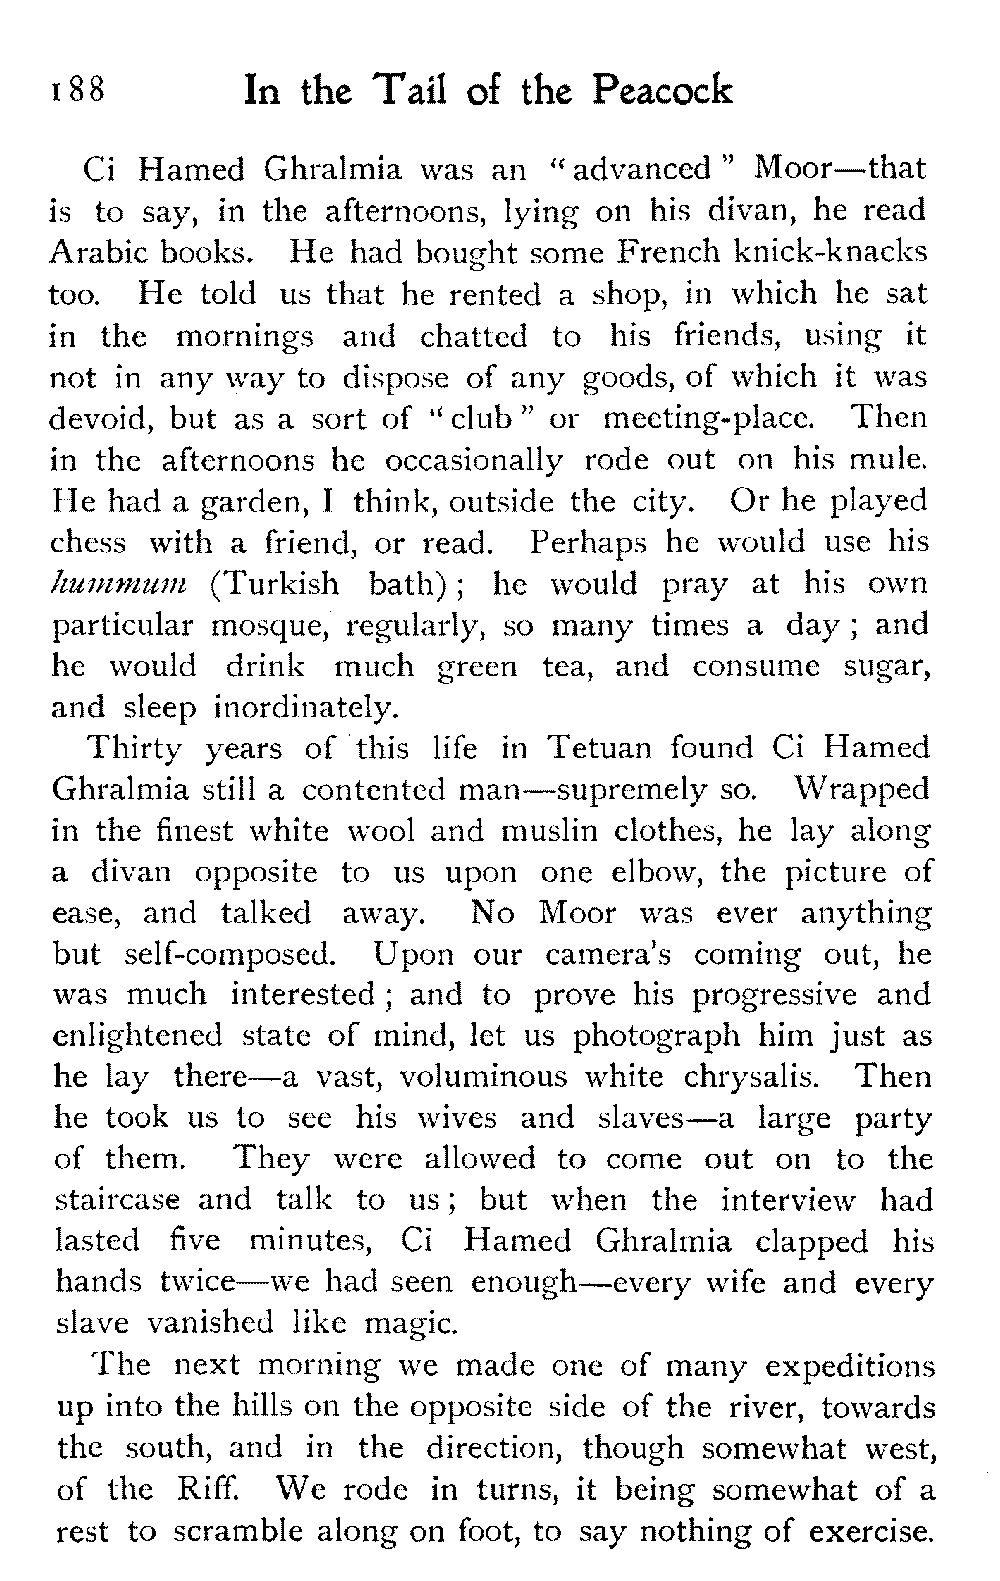 188 In the Tail of the Peacock
Ci Hamed Ghralmia was an “advanced” Moor—that
is to say, in the afternoons, lying on his divan, he read
Arabic books. He had bought some French knick-knacks
too. He told us that he rented a shop, in which he sat
in the mornings and chatted to his friends, using it
not in any way to dispose of any goods, of which it was
devoid, but as a sort of “club” or meeting-place. Then
in the afternoons he occasionally rode out on his mule.
He had a garden, I think, outside the city. Or he played
chess with a friend, or read. Perhaps he would use his
hummum (Turkish bath); he would pray at his own
particular mosque, regularly, so many times a day; and
he would drink much green tea, and consume sugar,
and sleep inordinately.
Thirty years of this life in Tetuan found Ci Hamed
Ghralmia still a contented man—supremely so. Wrapped
in the finest white wool and muslin clothes, he lay along
a divan opposite to us upon one elbow, the picture of
ease, and talked away. No Moor was ever anything
but self-composed. Upon our camera's coming out, he
was much interested; and to prove his progressive and
enlightened state of mind, let us photograph him just as
he lay there—a vast, voluminous white chrysalis. Then
he took us to see his wives and slaves—a large party
of them. They were allowed to come out on to the
staircase and talk to us; but when the interview had
lasted five minutes, Ci Hamed Ghralmia clapped his
hands twice—we had seen enough—every wife and every
slave vanished like magic.
The next morning we made one of many expeditions
up into the hills on the opposite side of the river, towards
the south, and in the direction, though somewhat west,
of the Riff. We rode in turns, it being somewhat of a
rest to scramble along on foot, to say nothing of exercise.